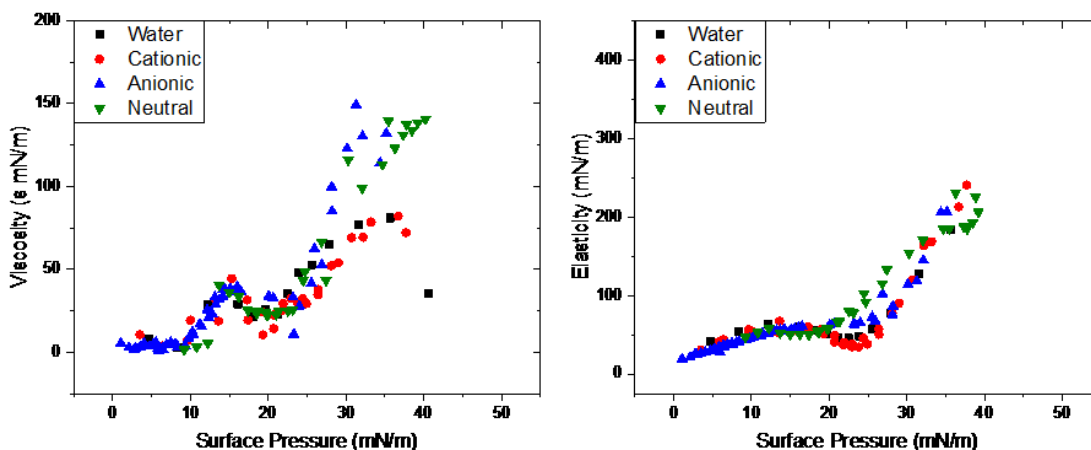 200
150
100
50
0
Viscosity (s mN/m)
Water
Cationic
Anionic
Neutral
0 10 20 30 40 50
Surface Pressure (mN/m)
400
300
200
100
0
Elasticity (mN/m)
Water
Cationic
Anionic
Neutral
0 10 20 30 40 50
Surface Pressure (mN/m)